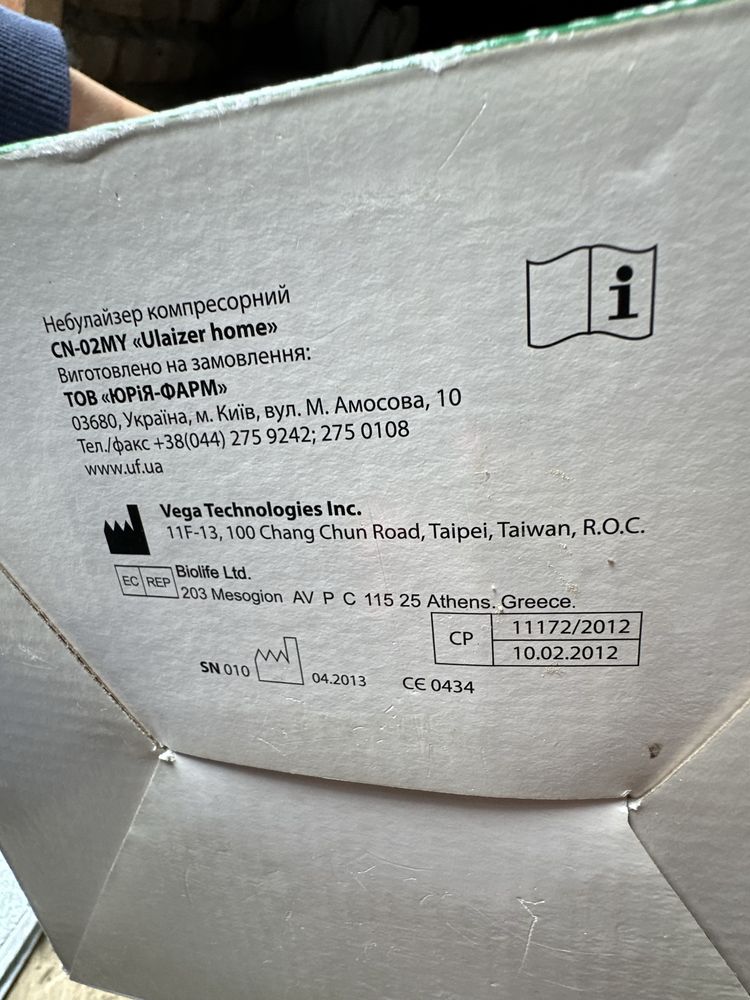 i
Небулайзер компресорний
CN-02MY «Ulaizer home»
Виготовлено на замовлення:
ТОВ «ЮРіЯ-ФАРМ»
03680, Україна, м. Київ, вул. М. Амосова, 10
Тел./факс +38(044) 275 9242; 275 0108
www.uf.ua
Vega Technologies Inc.
11F-13, 100 Chang Chun Road, Taipei, Taiwan, R.O.C.
EC REP Biolife Ltd.
203 Mesogion AV P C 115 25 Athens. Greece.
CP 11172/2012
10.02.2012
SN 010 04.2013 CE 0434